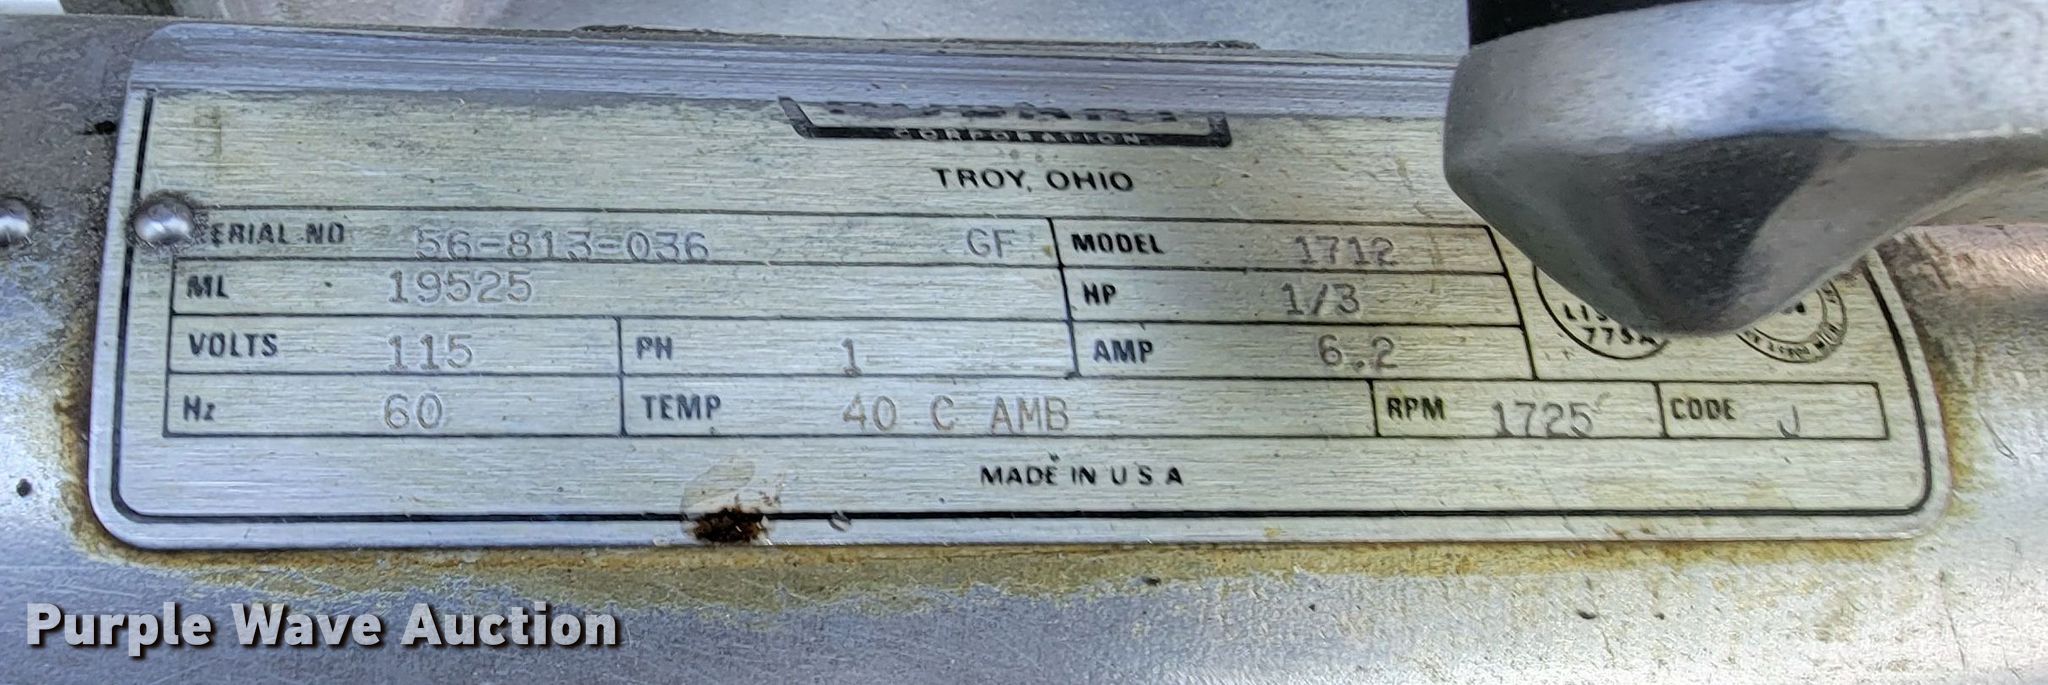 CORPORATION
TROY, OHIO
SERIAL NO 56-813-036 GF MODEL 1712
ML 19525 HP 1/3
VOLTS 115 PH 1 AMP 6.2
Hz 60 TEMP 40 C AMB RPM 1725 CODE J
MADE IN U S A
Purple Wave Auction